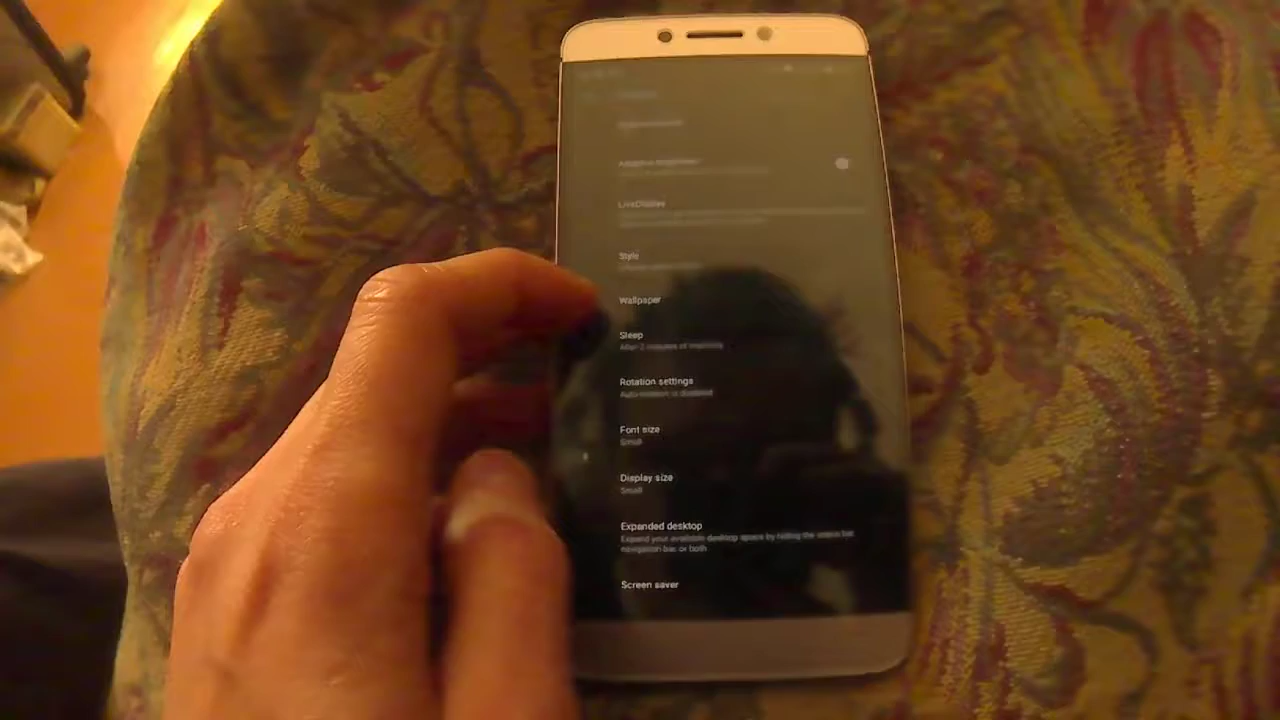 Adaptive brightness
LiveDisplay
Style
Wallpaper
Sleep
After 2 minutes of inactivity
Rotation settings
Auto-rotation is disabled
Font size
Small
Display size
Small
Expanded desktop
Expand your available desktop space by hiding the status bar,
navigation bar, or both
Screen saver